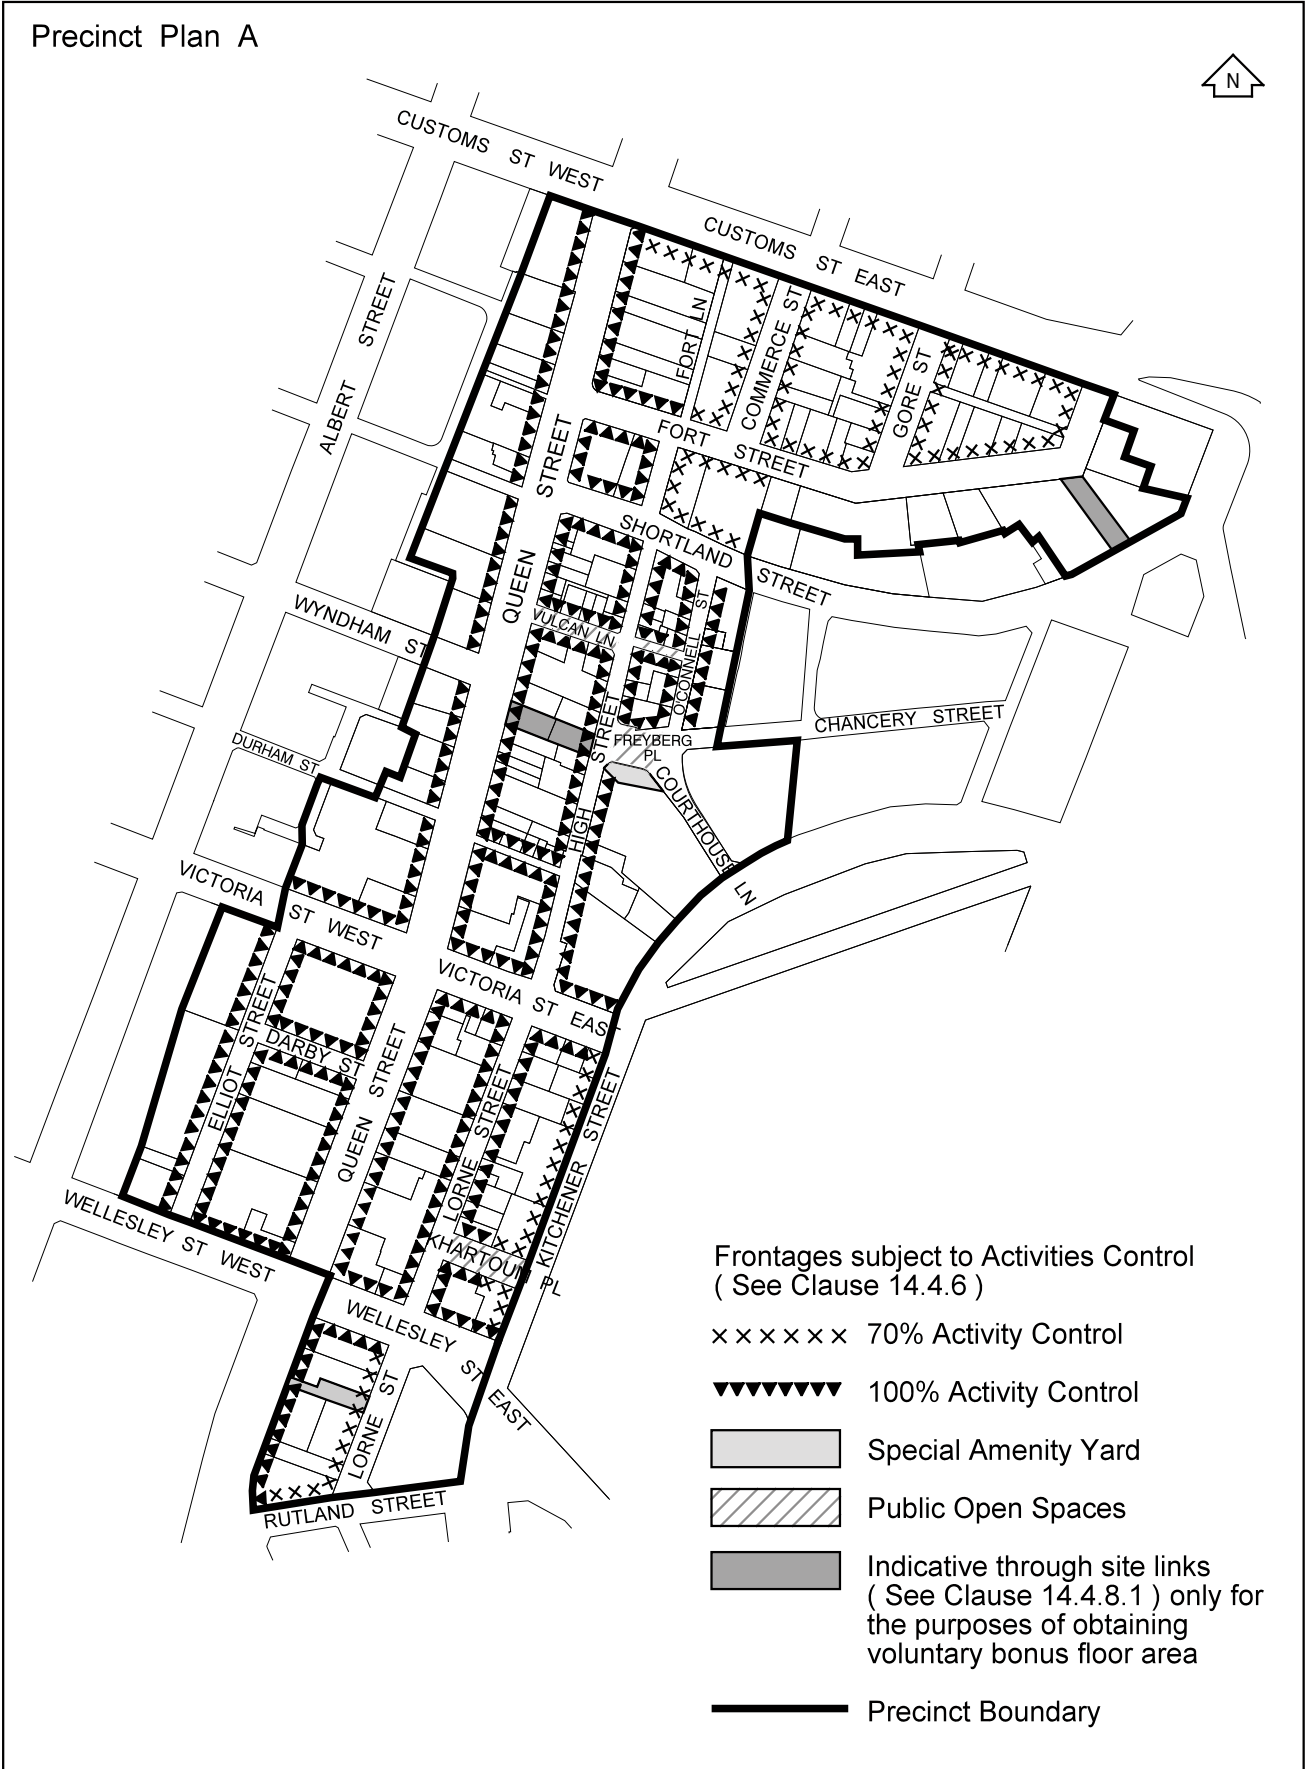 Precinct Plan A
N
CUSTOMS ST WEST
CUSTOMS ST EAST
ALBERT STREET
FORT LN
COMMERCE ST
GORE ST
FORT STREET
QUEEN STREET
SHORTLAND STREET
WYNDHAM ST
VULCAN LN
O'CONNELL ST
DURHAM ST
HIGH STREET
FREYBERG
PL
CHANCERY STREET
COURTHOUSE LN
VICTORIA ST WEST
VICTORIA ST EAST
ELLIOT STREET
DARBY ST
QUEEN STREET
LORNE STREET
KITCHENER STREET
KHARTOUM PL
WELLESLEY ST WEST
WELLESLEY ST EAST
LORNE ST
RUTLAND STREET
Frontages subject to Activities Control
( See Clause 14.4.6 )
70% Activity Control
100% Activity Control
Special Amenity Yard
Public Open Spaces
Indicative through site links
( See Clause 14.4.8.1 ) only for
the purposes of obtaining
voluntary bonus floor area
Precinct Boundary